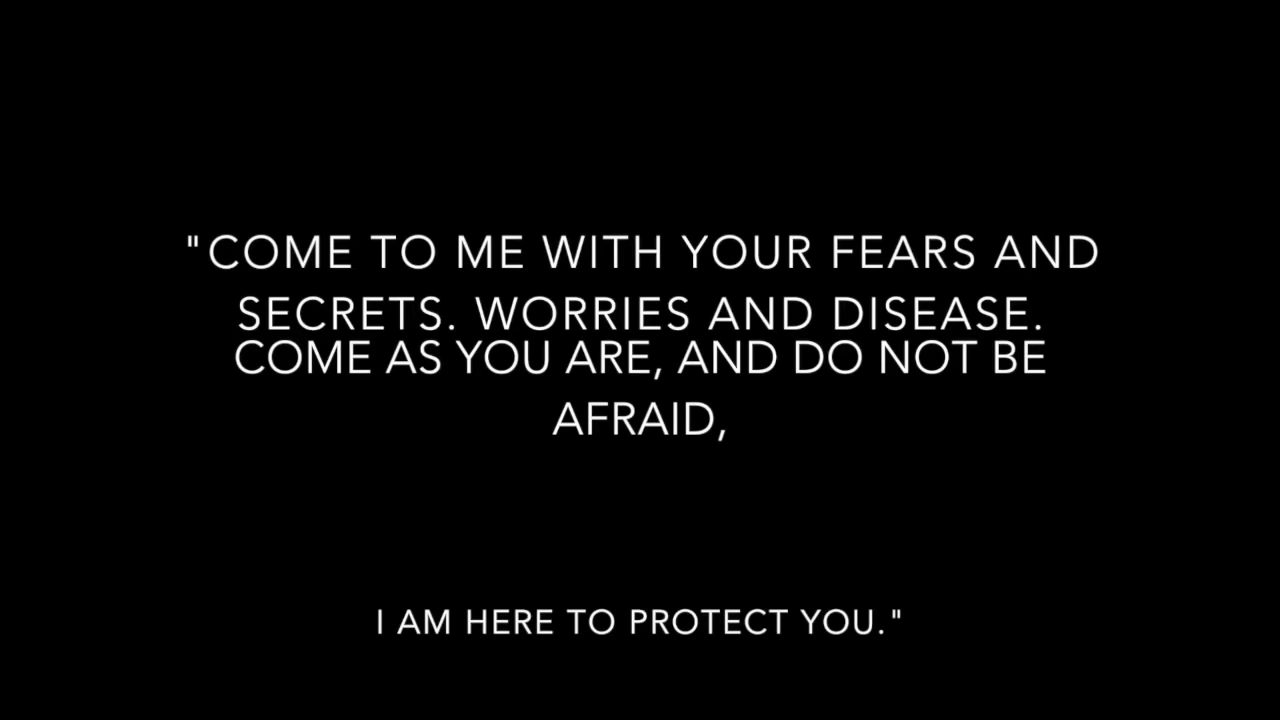 "COME TO ME WITH YOUR FEARS AND
SECRETS. WORRIES AND DISEASE.
COME AS YOU ARE, AND DO NOT BE
AFRAID,
I AM HERE TO PROTECT YOU."